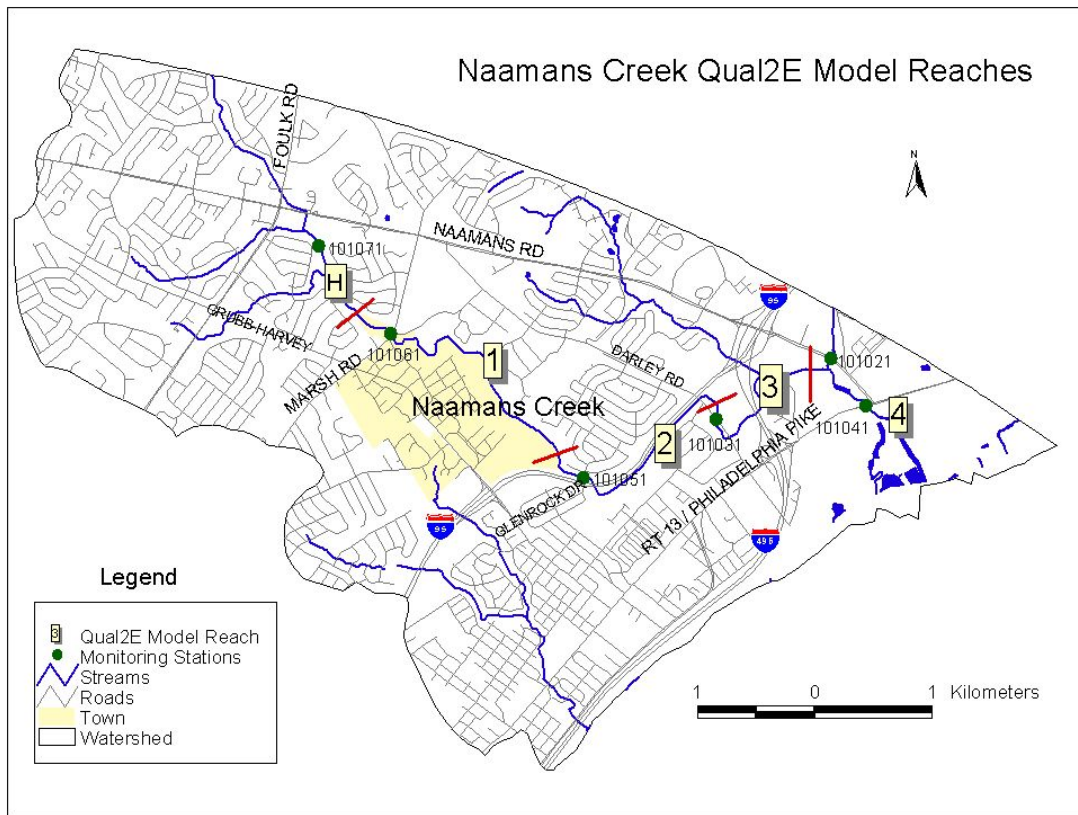 Naamans Creek Qual2E Model Reaches
N
FOULK RD
NAAMANS RD
101071
H
95
GRUBB-HARVEY
101061
1
MARSH RD
DARLEY RD
101021
3
Naamans Creek
101041
4
2
101031
101051
GLENROCK DR
RT 13 / PHILADELPHIA PIKE
95
495
Legend
3 Qual2E Model Reach
Monitoring Stations
Streams
Roads
Town
Watershed
1 0 1 Kilometers